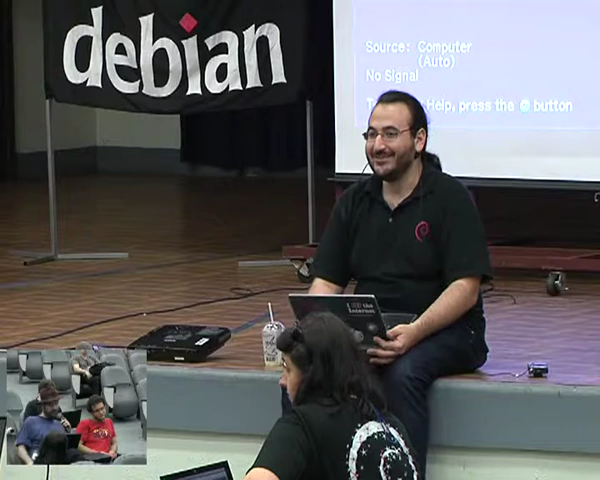 debian
Source: Computer
(Auto)
No Signal
Help, press the button
I the
Internet